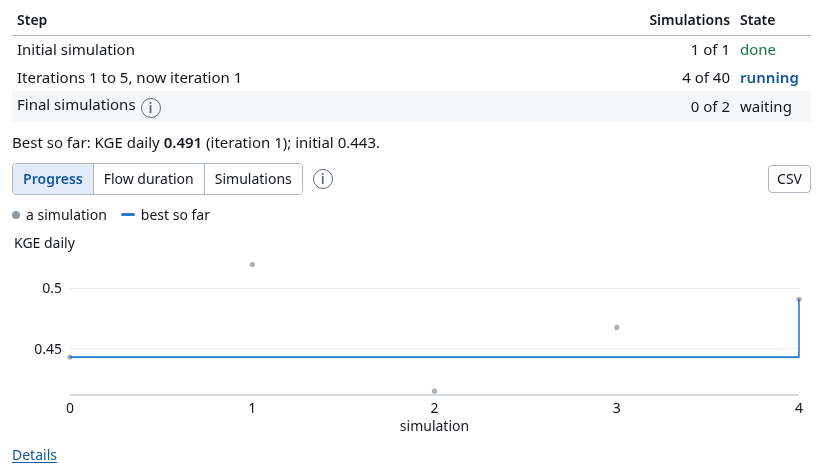 Step Simulations State
Initial simulation 1 of 1 done
Iterations 1 to 5, now iteration 1 4 of 40 running
Final simulations i 0 of 2 waiting
Best so far: KGE daily 0.491 (iteration 1); initial 0.443.
Progress Flow duration Simulations i CSV
a simulation best so far
KGE daily
0.5
0.45
0 1 2 3 4
simulation
Details